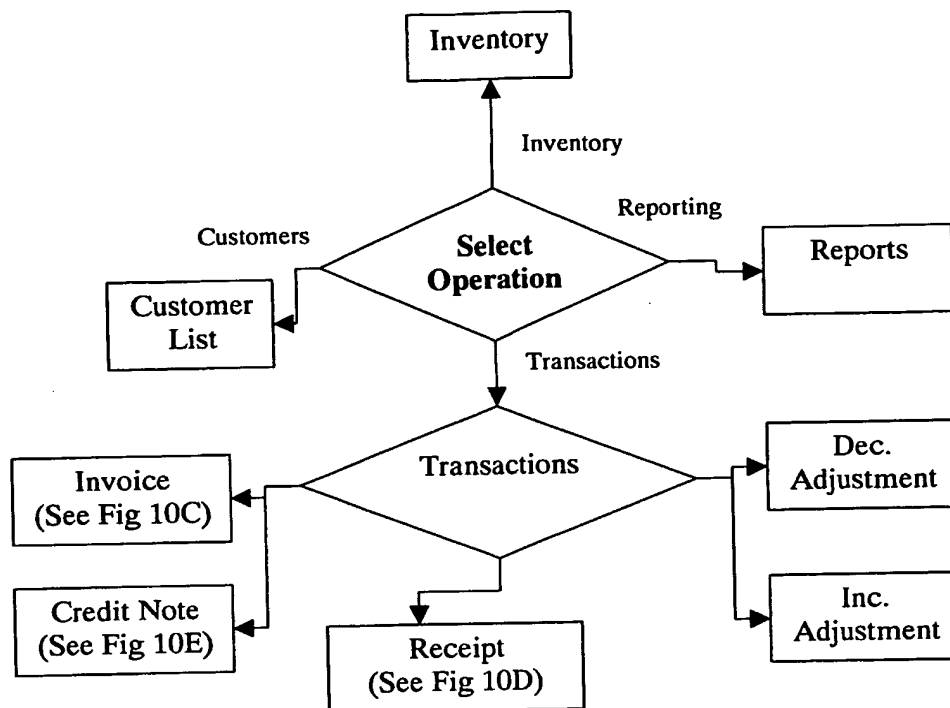 Inventory
Inventory
Reporting
Customers
Select
Operation
Reports
Customer
List
Transactions
Transactions
Dec.
Adjustment
Invoice
(See Fig 10C)
Credit Note
(See Fig 10E)
Receipt
(See Fig 10D)
Inc.
Adjustment